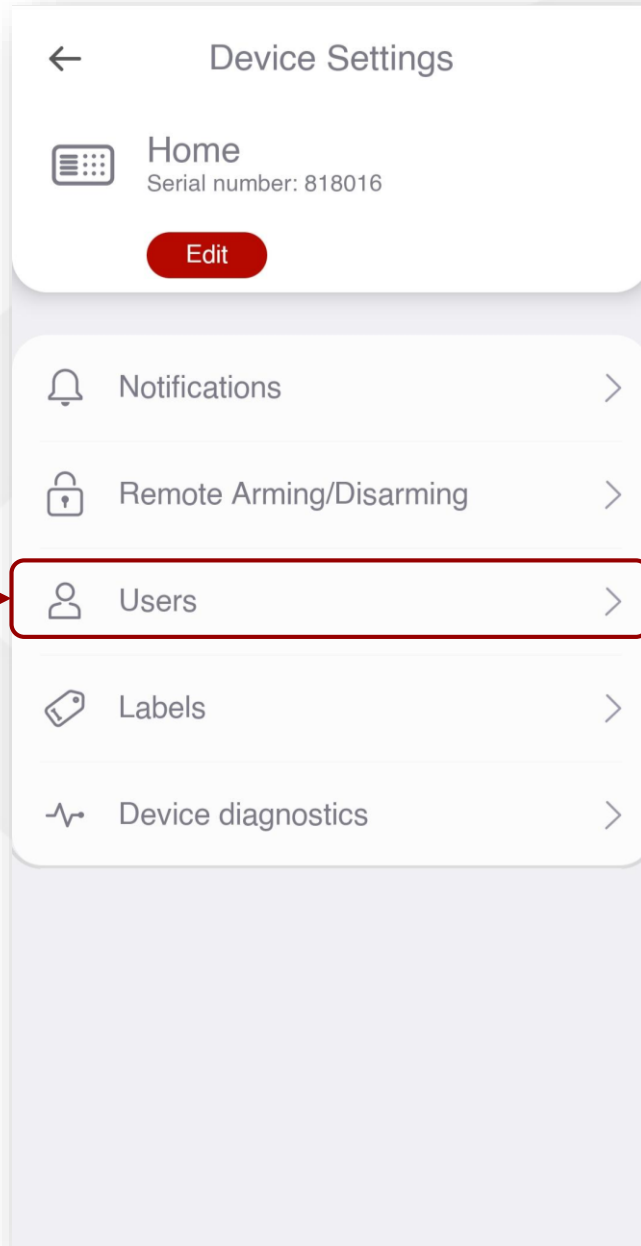 Device Settings
Home
Serial number: 818016
Edit
Notifications
Remote Arming/Disarming
Users
Labels
Device diagnostics